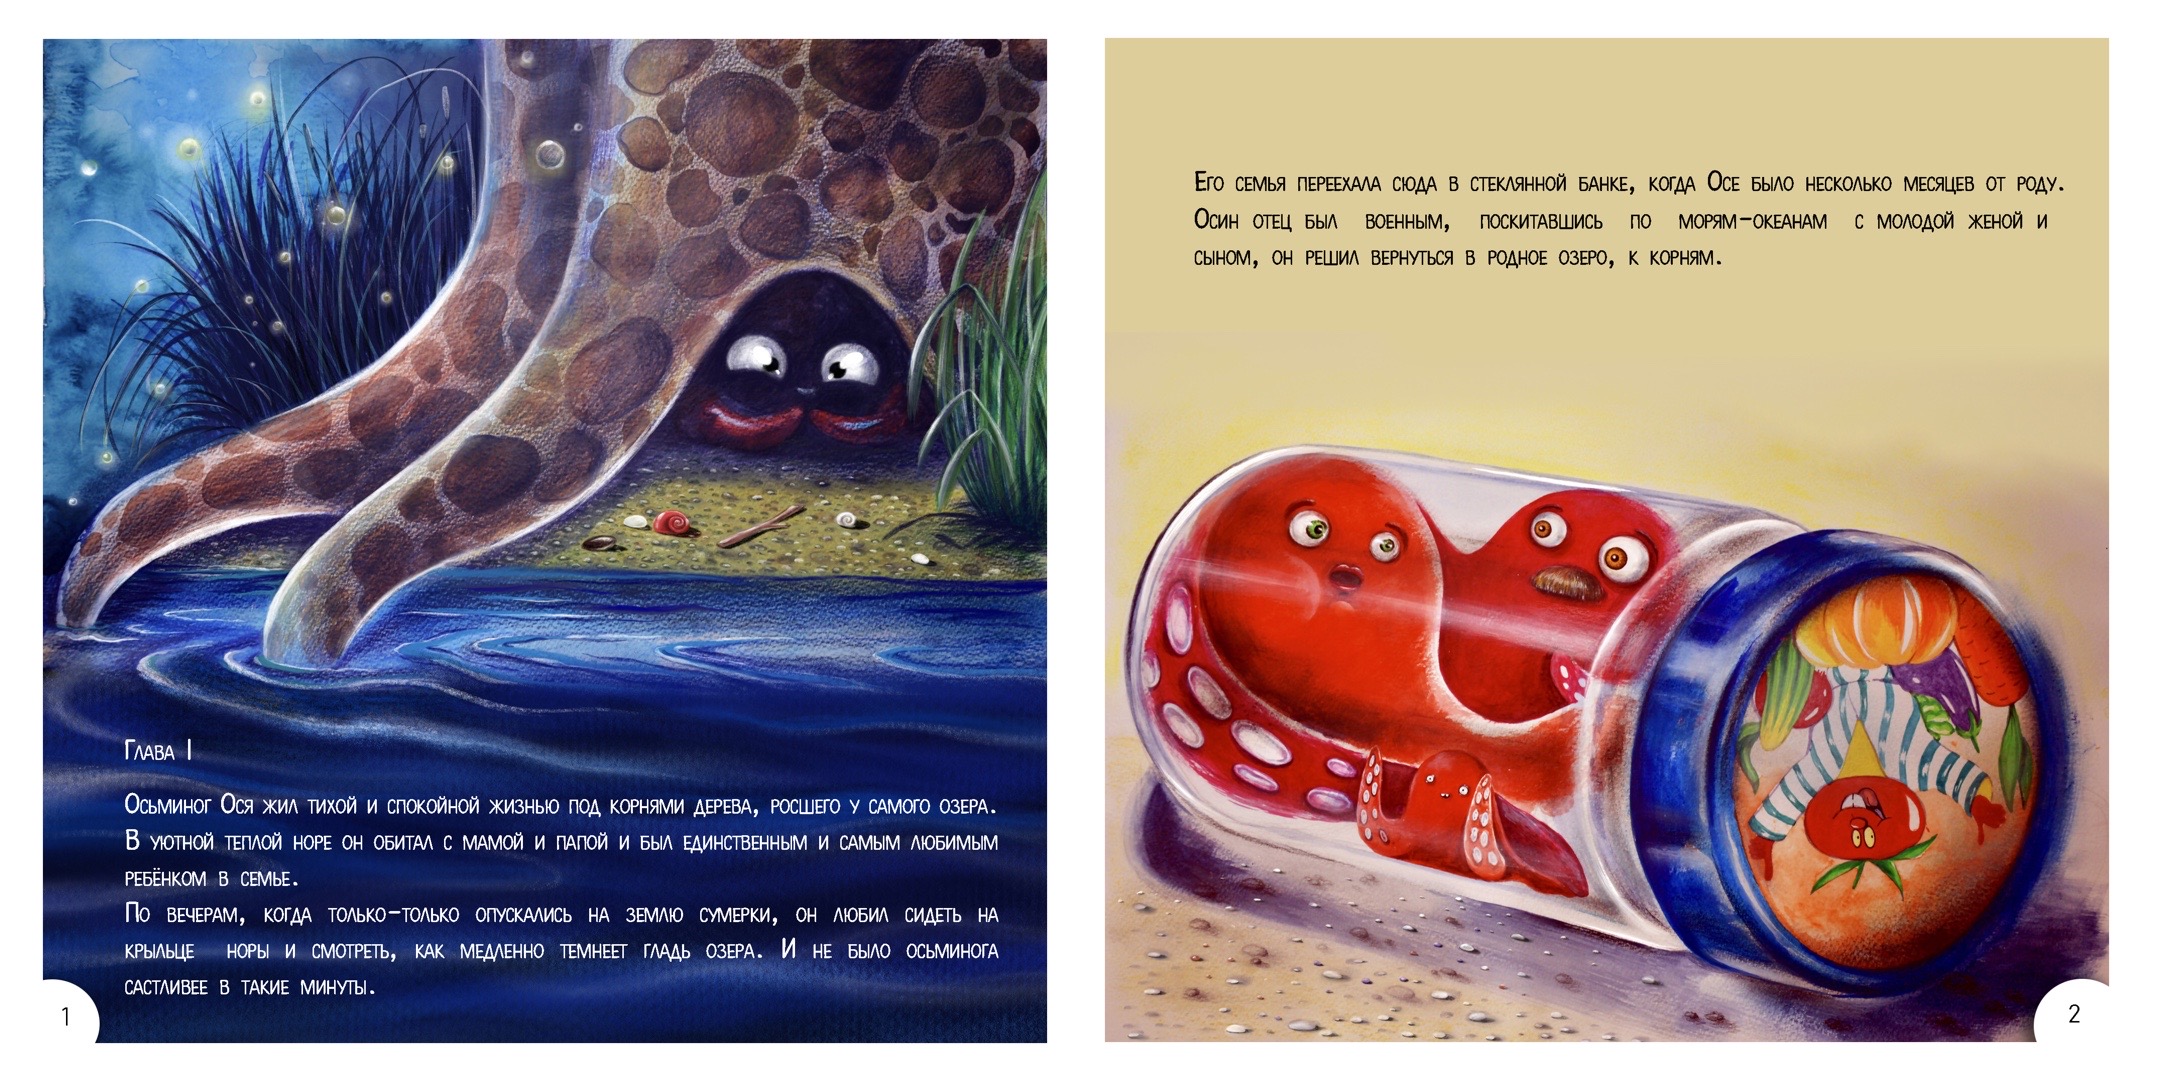 Глава 1
Осьминог Ося жил тихой и спокойной жизнью под корнями дерева, росшего у самого озера.
В уютной теплой норе он обитал с мамой и папой и был единственным и самым любимым
ребёнком в семье.
По вечерам, когда только-только опускались на землю сумерки, он любил сидеть на
крыльце норы и смотреть, как медленно темнеет гладь озера. И не было осьминога
састливее в такие минуты.
1
Его семья переехала сюда в стеклянной банке, когда Осе было несколько месяцев от роду.
Осин отец был военным, поскитавшись по морям-океанам с молодой женой и
сыном, он решил вернуться в родное озеро, к корням.
2